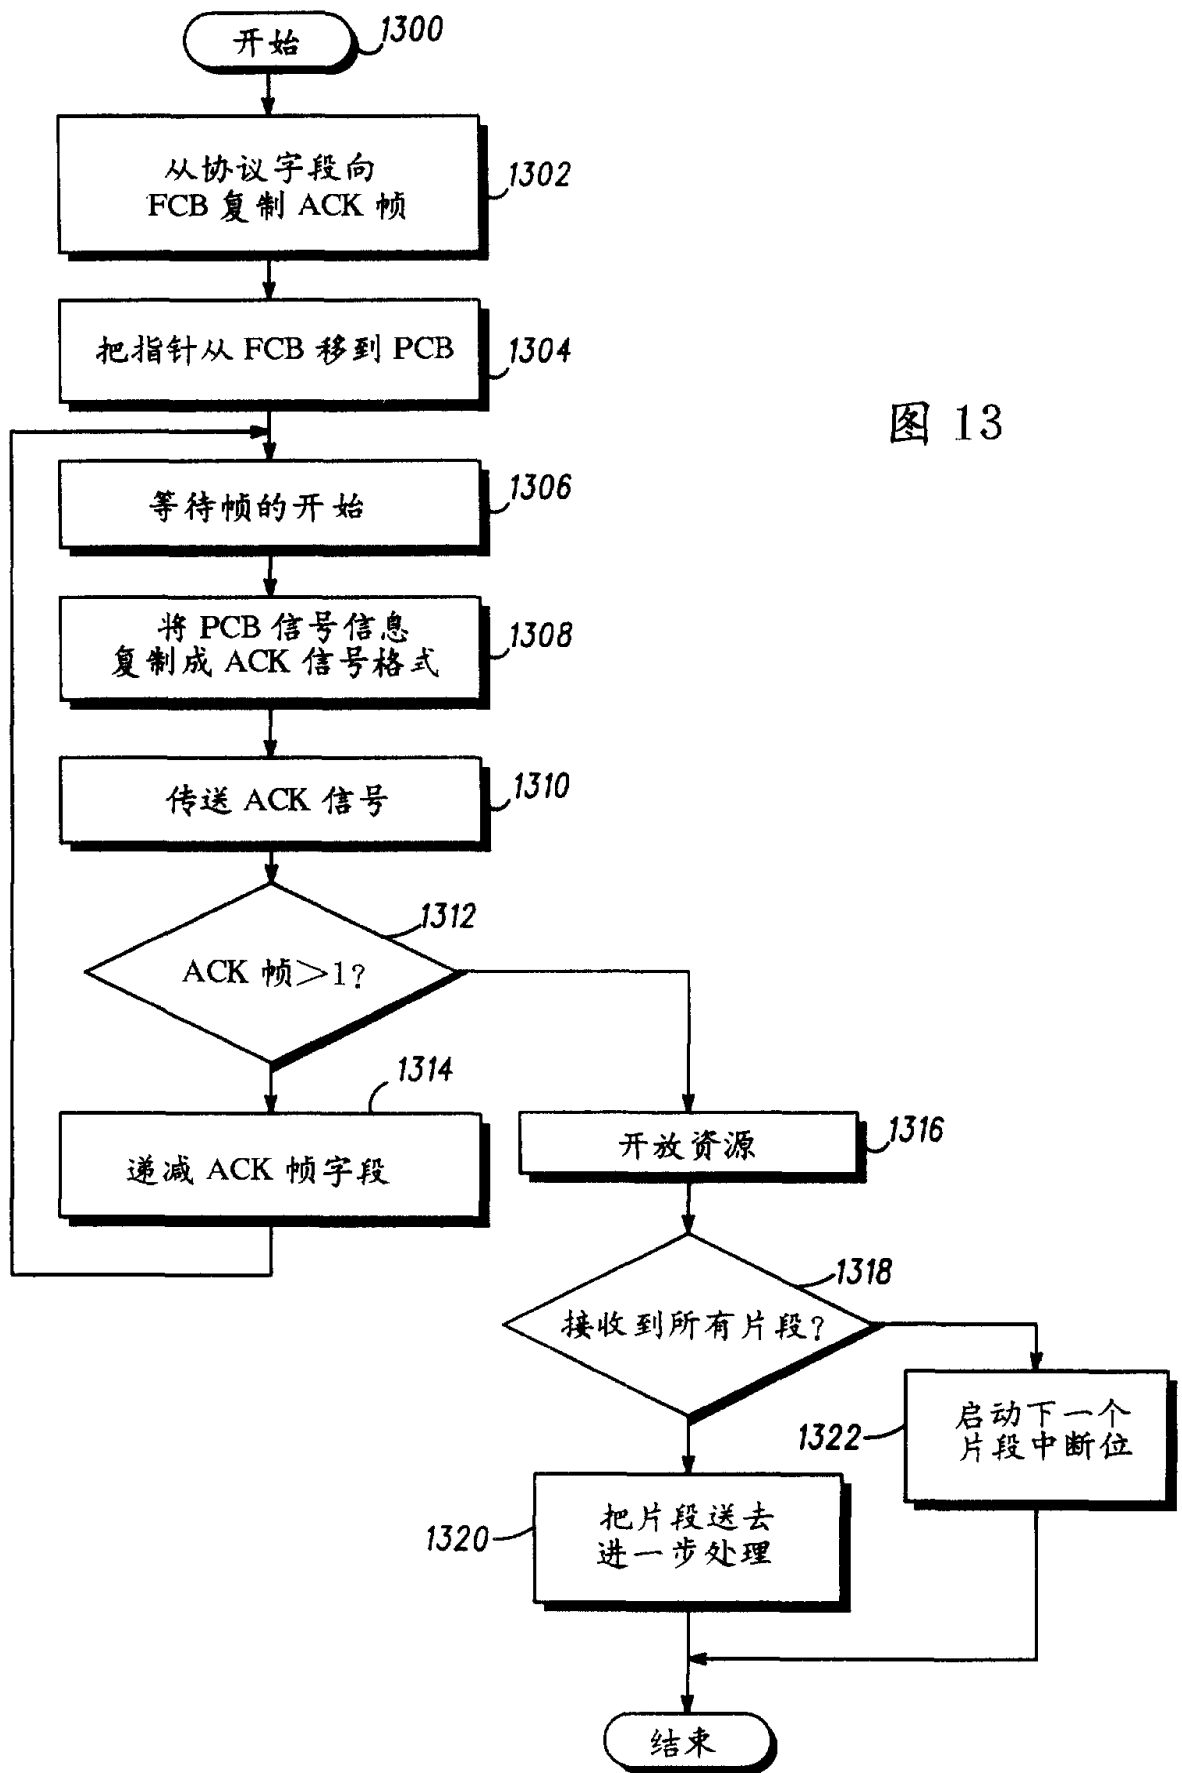 开始
1300
从协议字段向
FCB 复制 ACK 帧
1302
把指针从 FCB 移到 PCB
1304
图 13
等待帧的开始
1306
将 PCB 信号信息
复制成 ACK 信号格式
1308
传送 ACK 信号
1310
ACK 帧>1?
1312
递减 ACK 帧字段
1314
开放资源
1316
接收到所有片段?
1318
启动下一个
片段中断位
1322
把片段送去
进一步处理
1320
结束